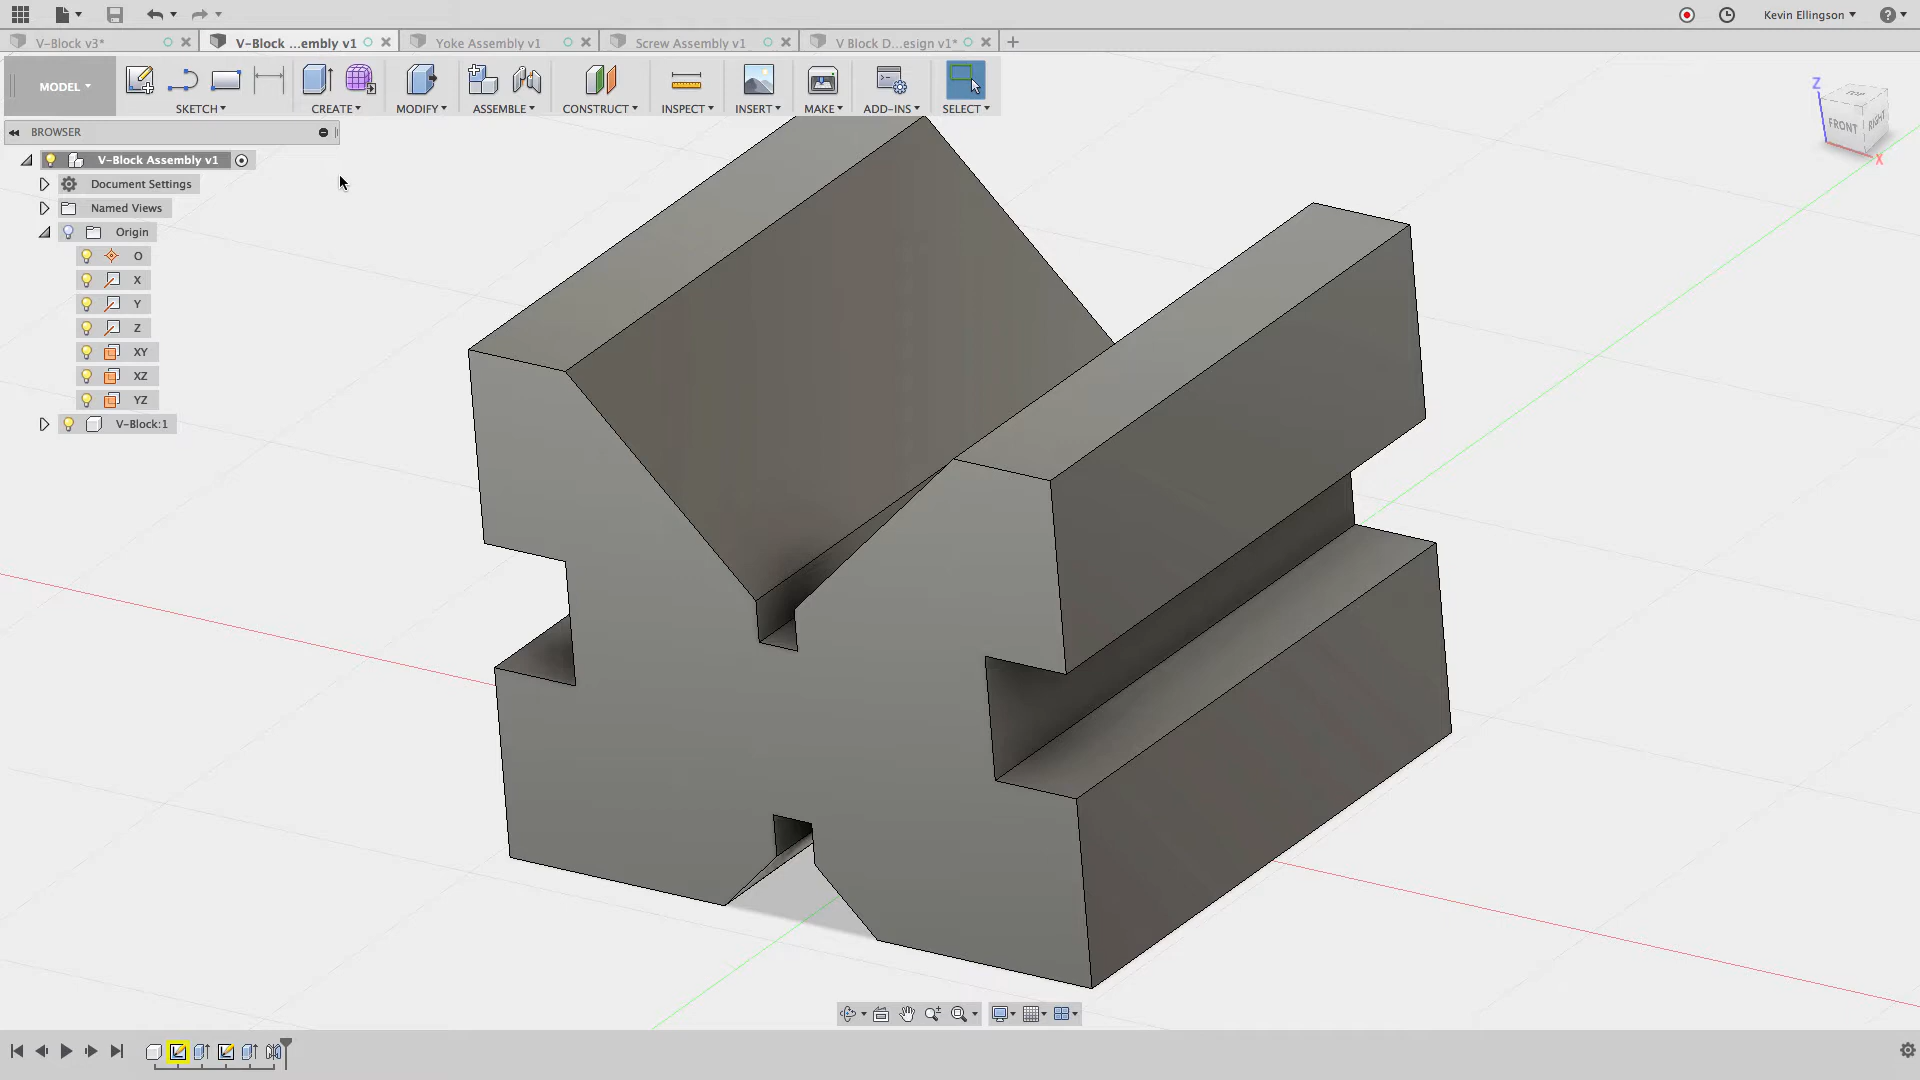 Kevin Ellingson
V-Block v3*
V-Block ...embly v1
Yoke Assembly v1
Screw Assembly v1
V Block D...esign v1*
MODEL
SKETCH
CREATE
MODIFY
ASSEMBLE
CONSTRUCT
INSPECT
INSERT
MAKE
ADD-INS
SELECT
BROWSER
V-Block Assembly v1
Document Settings
Named Views
Origin
O
X
Y
Z
XY
XZ
YZ
V-Block:1
Z
TOP
FRONT
RIGHT
X